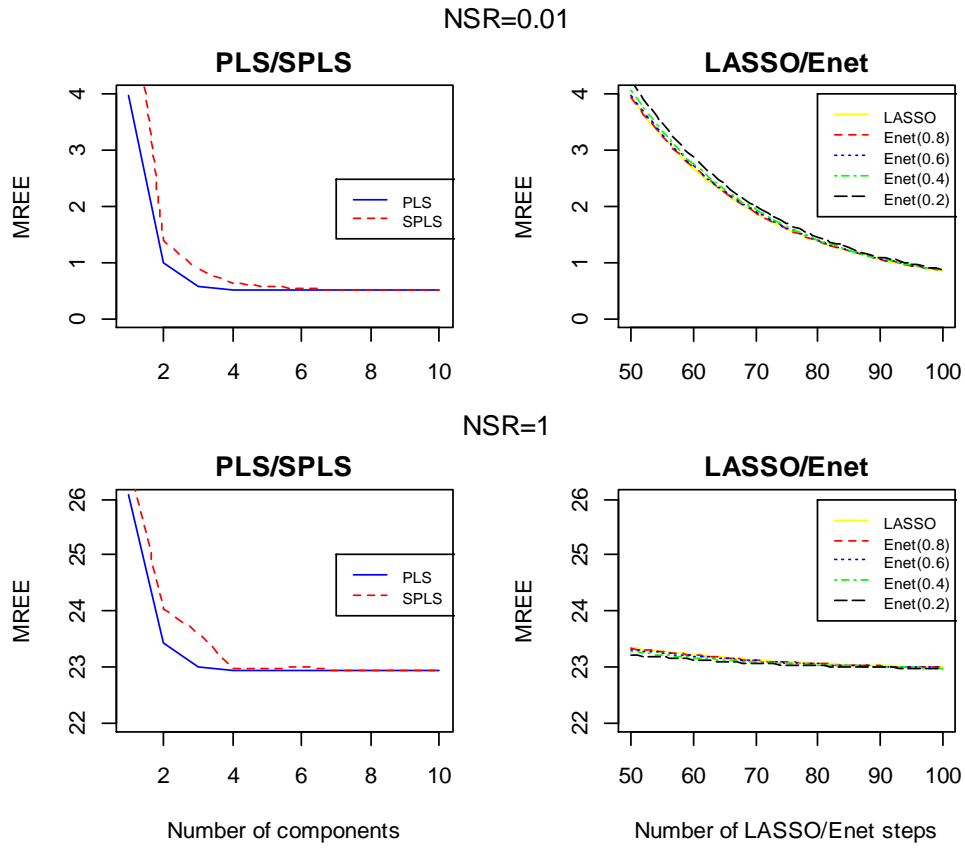 NSR=0.01
PLS/SPLS
MREE
4
3
2
1
0
PLS
SPLS
2 4 6 8 10
LASSO/Enet
MREE
4
3
2
1
0
LASSO
Enet(0.8)
Enet(0.6)
Enet(0.4)
Enet(0.2)
50 60 70 80 90 100
NSR=1
PLS/SPLS
MREE
26
25
24
23
22
PLS
SPLS
2 4 6 8 10
Number of components
LASSO/Enet
MREE
26
25
24
23
22
LASSO
Enet(0.8)
Enet(0.6)
Enet(0.4)
Enet(0.2)
50 60 70 80 90 100
Number of LASSO/Enet steps